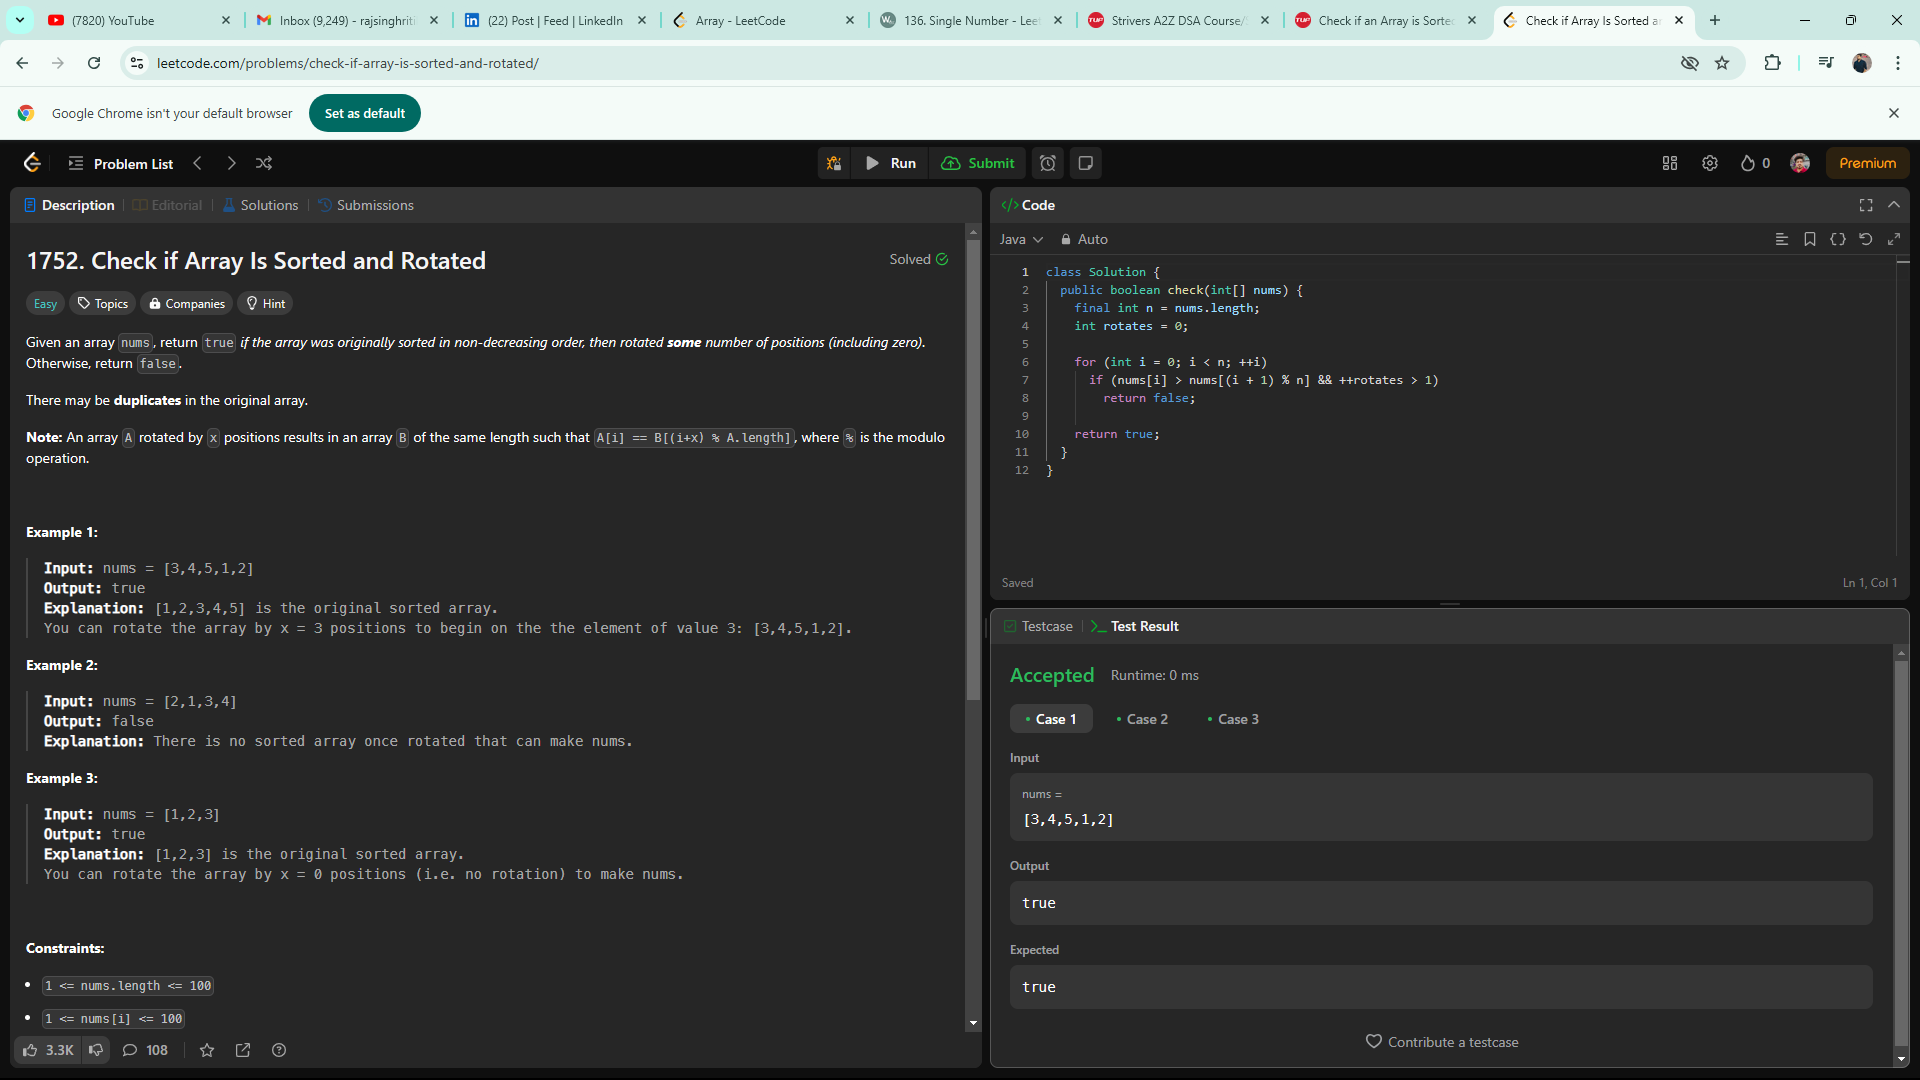 (7820) YouTube
Inbox (9,249) - rajsinghriti
(22) Post | Feed | LinkedIn
Array - LeetCode
136. Single Number - Leet
Strivers A2Z DSA Course/
Check if an Array is Sorted
Check if Array Is Sorted a
leetcode.com/problems/check-if-array-is-sorted-and-rotated/
Google Chrome isn't your default browser
Set as default
Problem List
Run
Submit
0
Premium
Description
Editorial
Solutions
Submissions
1752. Check if Array Is Sorted and Rotated
Solved
Easy
Topics
Companies
Hint
Given an array nums, return true if the array was originally sorted in non-decreasing order, then rotated some number of positions (including zero).
Otherwise, return false.
There may be duplicates in the original array.
Note: An array A rotated by x positions results in an array B of the same length such that A[i] == B[(i+x) % A.length], where % is the modulo
operation.
Example 1:
Input: nums = [3,4,5,1,2]
Output: true
Explanation: [1,2,3,4,5] is the original sorted array.
You can rotate the array by x = 3 positions to begin on the the element of value 3: [3,4,5,1,2].
Example 2:
Input: nums = [2,1,3,4]
Output: false
Explanation: There is no sorted array once rotated that can make nums.
Example 3:
Input: nums = [1,2,3]
Output: true
Explanation: [1,2,3] is the original sorted array.
You can rotate the array by x = 0 positions (i.e. no rotation) to make nums.
Constraints:
• 1 <= nums.length <= 100
• 1 <= nums[i] <= 100
3.3K
108
</> Code
Java
Auto
1 class Solution {
2 public boolean check(int[] nums) {
3 final int n = nums.length;
4 int rotates = 0;
5
6 for (int i = 0; i < n; ++i)
7 if (nums[i] > nums[(i + 1) % n] && ++rotates > 1)
8 return false;
9
10 return true;
11 }
12 }
Saved
Ln 1, Col 1
Testcase
Test Result
Accepted
Runtime: 0 ms
• Case 1
• Case 2
• Case 3
Input
nums =
[3,4,5,1,2]
Output
true
Expected
true
Contribute a testcase